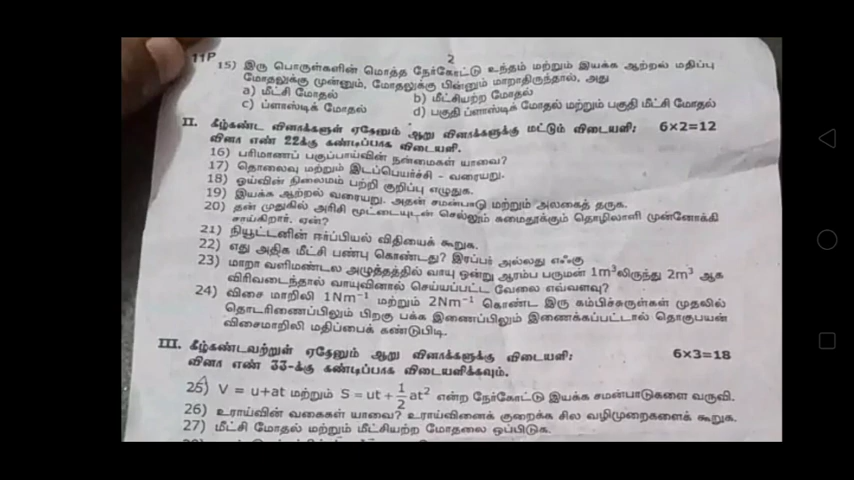 11P
2
15) இரு பொருள்களின் மொத்த நேர்கோட்டு உந்தம் மற்றும் இயக்க ஆற்றல் மதிப்பு
மோதலுக்கு முன்னும், மோதலுக்கு பின்னும் மாறாதிருந்தால், அது
a) மீட்சி மோதல் b) மீட்சியற்ற மோதல்
c) ப்ளாஸ்டிக் மோதல் d) பகுதி ப்ளாஸ்டிக் மோதல் மற்றும் பகுதி மீட்சி மோதல்
II. கீழ்கண்ட வினாக்களுள் ஏதேனும் ஆறு வினாக்களுக்கு மட்டும் விடையளி: 6×2=12
வினா எண் 22க்கு கண்டிப்பாக விடையளி.
16) பரிமாணப் பகுப்பாய்வின் நன்மைகள் யாவை?
17) தொலைவு மற்றும் இடப்பெயர்ச்சி - வரையறு.
18) ஓய்வின் நிலைமம் பற்றி குறிப்பு எழுதுக.
19) இயக்க ஆற்றல் வரையறு. அதன் சமன்பாடு மற்றும் அலகைத் தருக.
20) தன் முதுகில் அரிசி மூட்டையுடன் செல்லும் சுமைதூக்கும் தொழிலாளி முன்னோக்கி
சாய்கிறார். ஏன்?
21) நியூட்டனின் ஈர்ப்பியல் விதியைக் கூறுக.
22) எது அதிக மீட்சி பண்பு கொண்டது? இரப்பர் அல்லது எஃகு
23) மாறா வளிமண்டல அழுத்தத்தில் வாயு ஒன்று ஆரம்ப பருமன் 1m³லிருந்து 2m³ ஆக
விரிவடைந்தால் வாயுவினால் செய்யப்பட்ட வேலை எவ்வளவு?
24) விசை மாறிலி 1Nm⁻¹ மற்றும் 2Nm⁻¹ கொண்ட இரு கம்பிச்சுருள்கள் முதலில்
தொடரிணைப்பிலும் பிறகு பக்க இணைப்பிலும் இணைக்கப்பட்டால் தொகுபயன்
விசைமாறிலி மதிப்பைக் கண்டுபிடி.
III. கீழ்கண்டவற்றுள் ஏதேனும் ஆறு வினாக்களுக்கு விடையளி: 6×3=18
வினா எண் 33-க்கு கண்டிப்பாக விடையளிக்கவும்.
25) V = u+at மற்றும் S = ut + 1/2 at² என்ற நேர்கோட்டு இயக்க சமன்பாடுகளை வருவி.
26) உராய்வின் வகைகள் யாவை? உராய்வினைக் குறைக்க சில வழிமுறைகளைக் கூறுக.
27) மீட்சி மோதல் மற்றும் மீட்சியற்ற மோதலை ஒப்பிடுக.